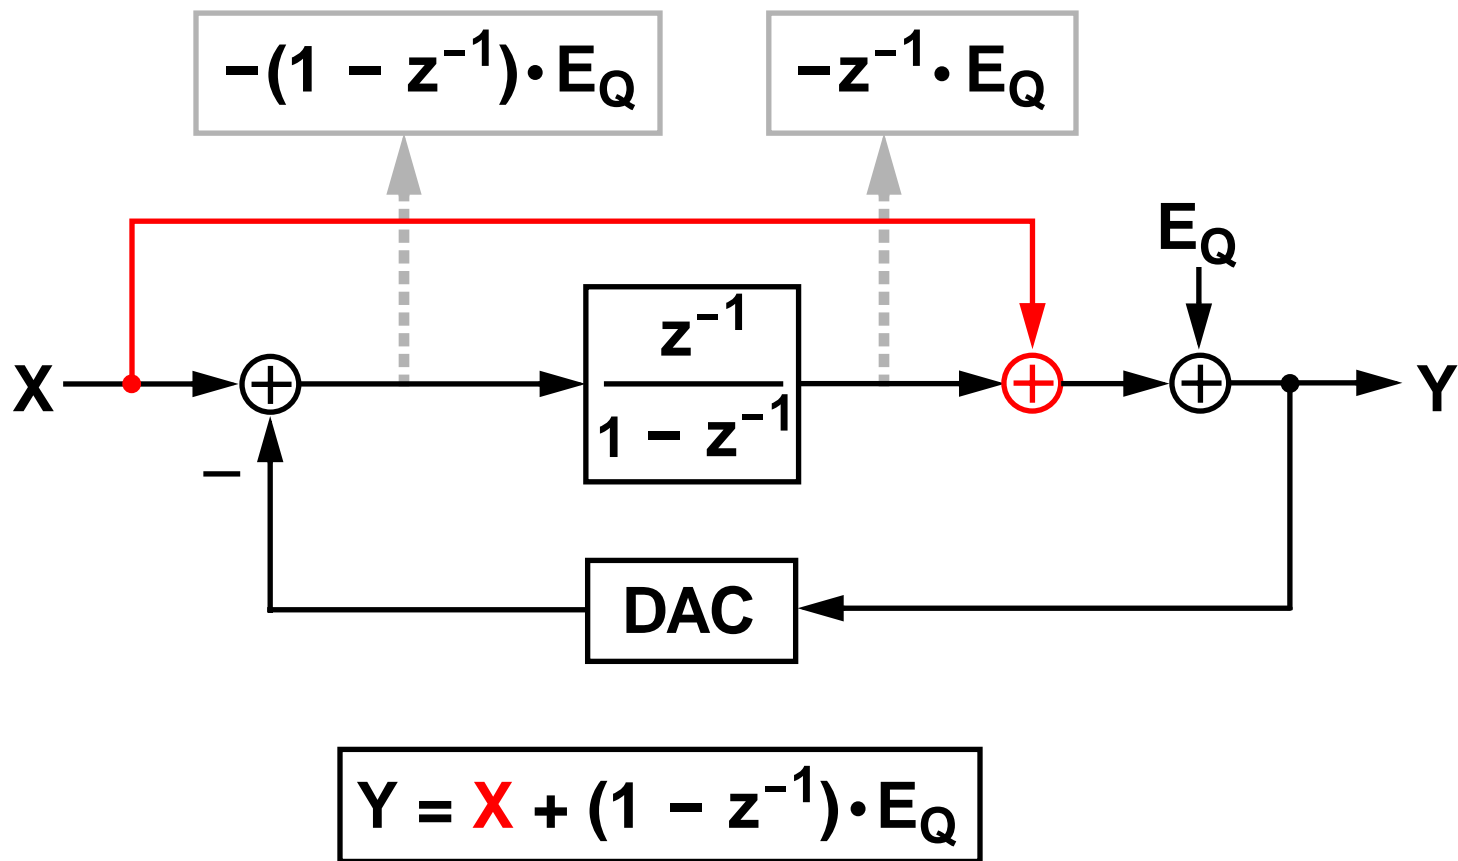 −(1 − z⁻¹)·E_Q
−z⁻¹·E_Q
E_Q
X
z⁻¹
1 − z⁻¹
Y
−
DAC
Y = X + (1 − z⁻¹)·E_Q